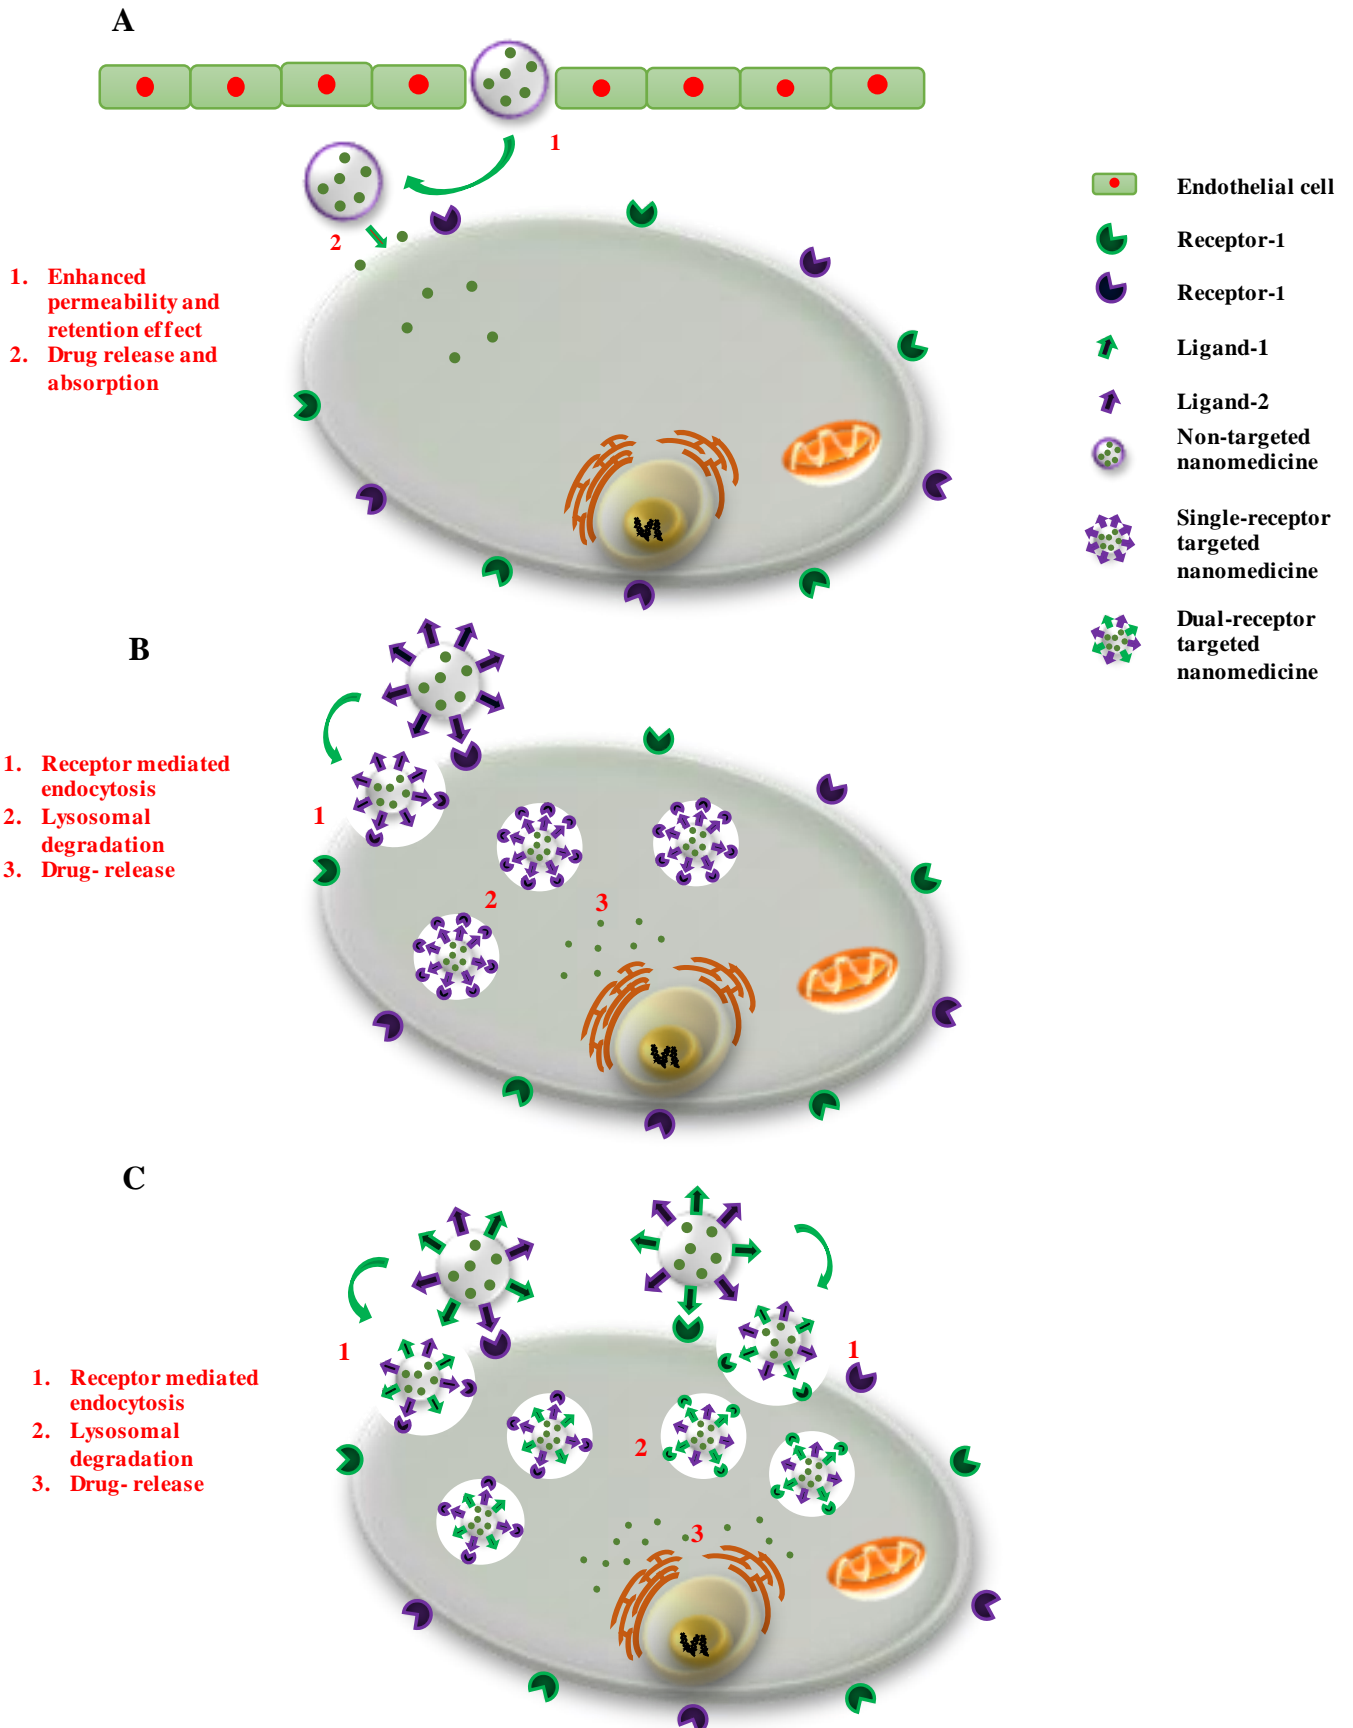 A
1
2
1. Enhanced
permeability and
retention effect
2. Drug release and
absorption
Endothelial cell
Receptor-1
Receptor-1
Ligand-1
Ligand-2
Non-targeted
nanomedicine
Single-receptor
targeted
nanomedicine
Dual-receptor
targeted
nanomedicine
B
1. Receptor mediated
endocytosis
2. Lysosomal
degradation
3. Drug- release
1
2
3
C
1. Receptor mediated
endocytosis
2. Lysosomal
degradation
3. Drug- release
1
1
2
3